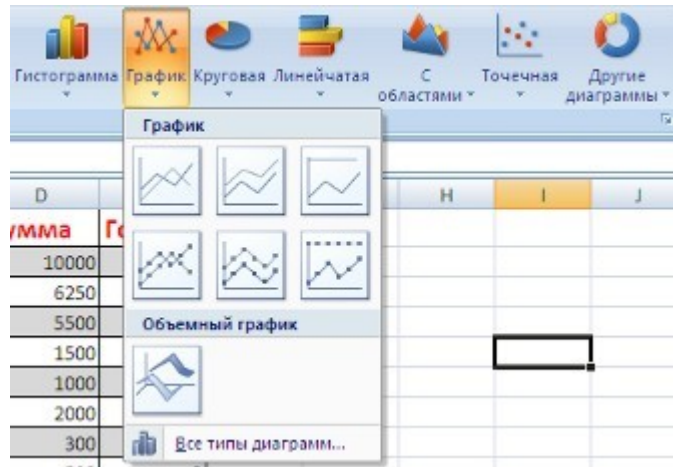 Гистограмма График Круговая Линейчатая С областями Точечная Другие диаграммы
График
D H I J
умма Го
10000
6250
5500
1500
Объемный график
1000
2000
300
Все типы диаграмм...